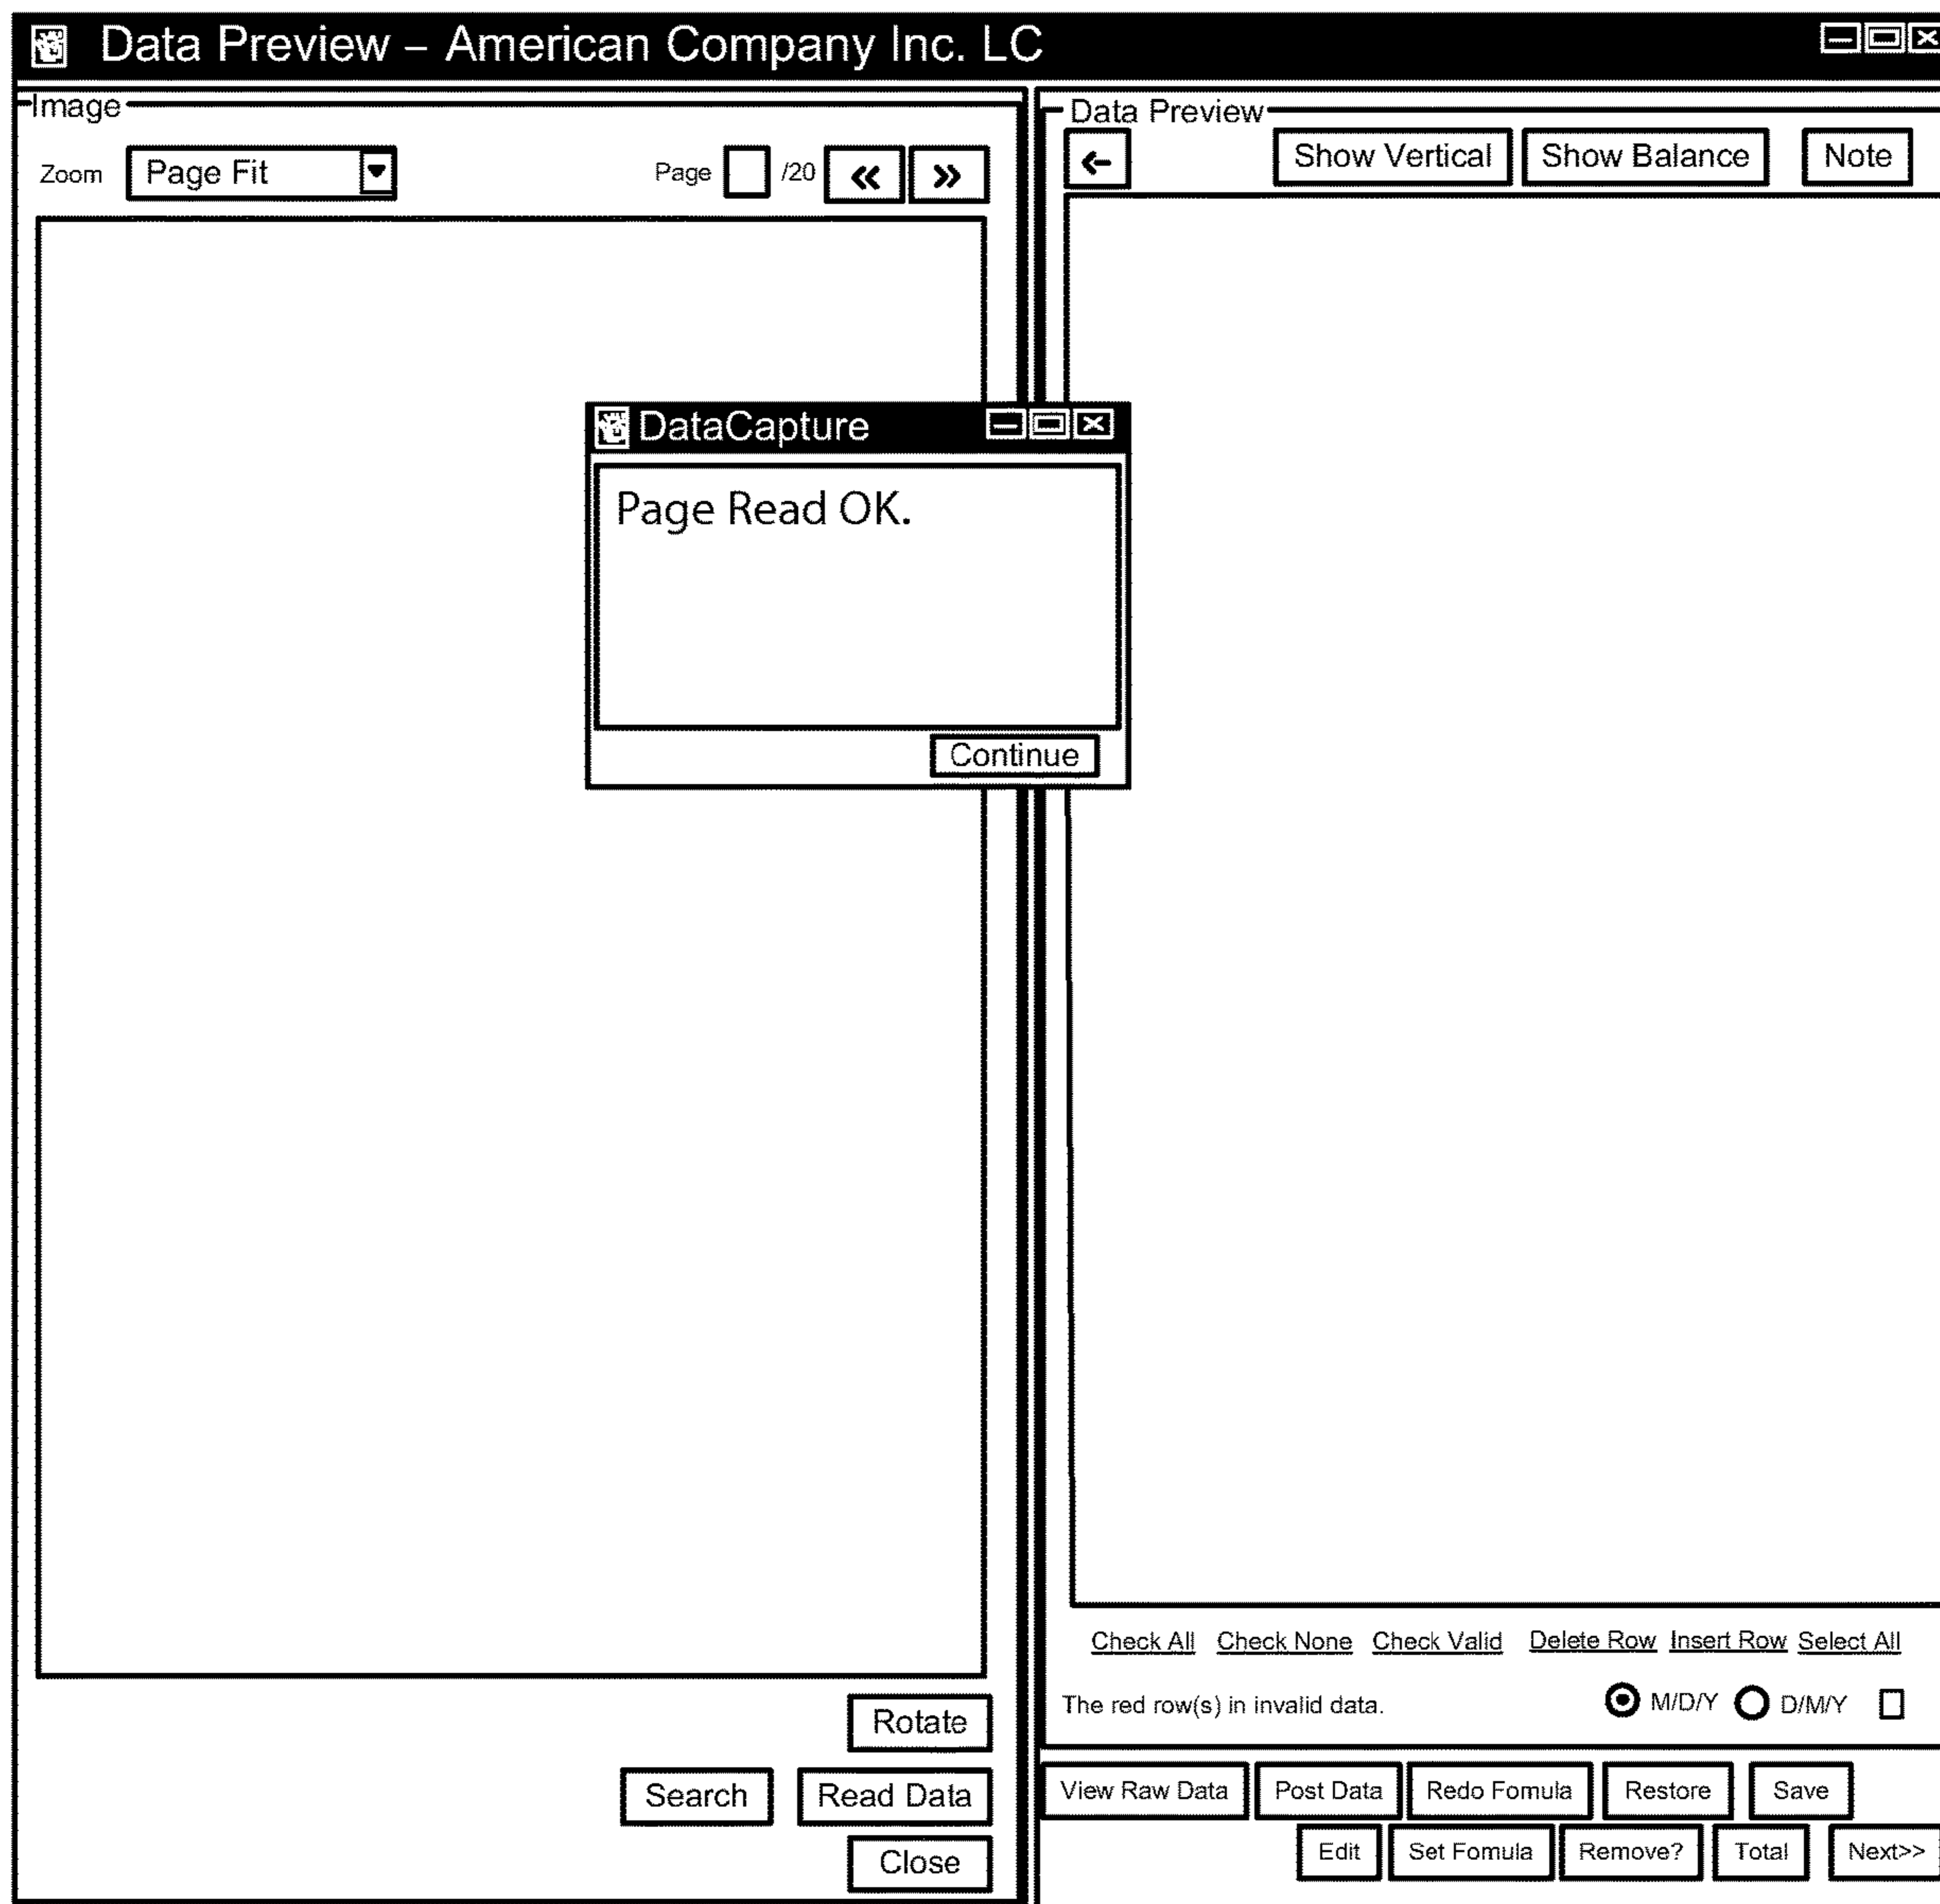 Data Preview – American Company Inc. LC
Image
Zoom Page Fit Page /20 « »
Data Preview
Show Vertical Show Balance Note
DataCapture
Page Read OK.
Continue
Rotate
Search Read Data
Close
Check All Check None Check Valid Delete Row Insert Row Select All
The red row(s) in invalid data. M/D/Y D/M/Y
View Raw Data Post Data Redo Fomula Restore Save
Edit Set Fomula Remove? Total Next>>